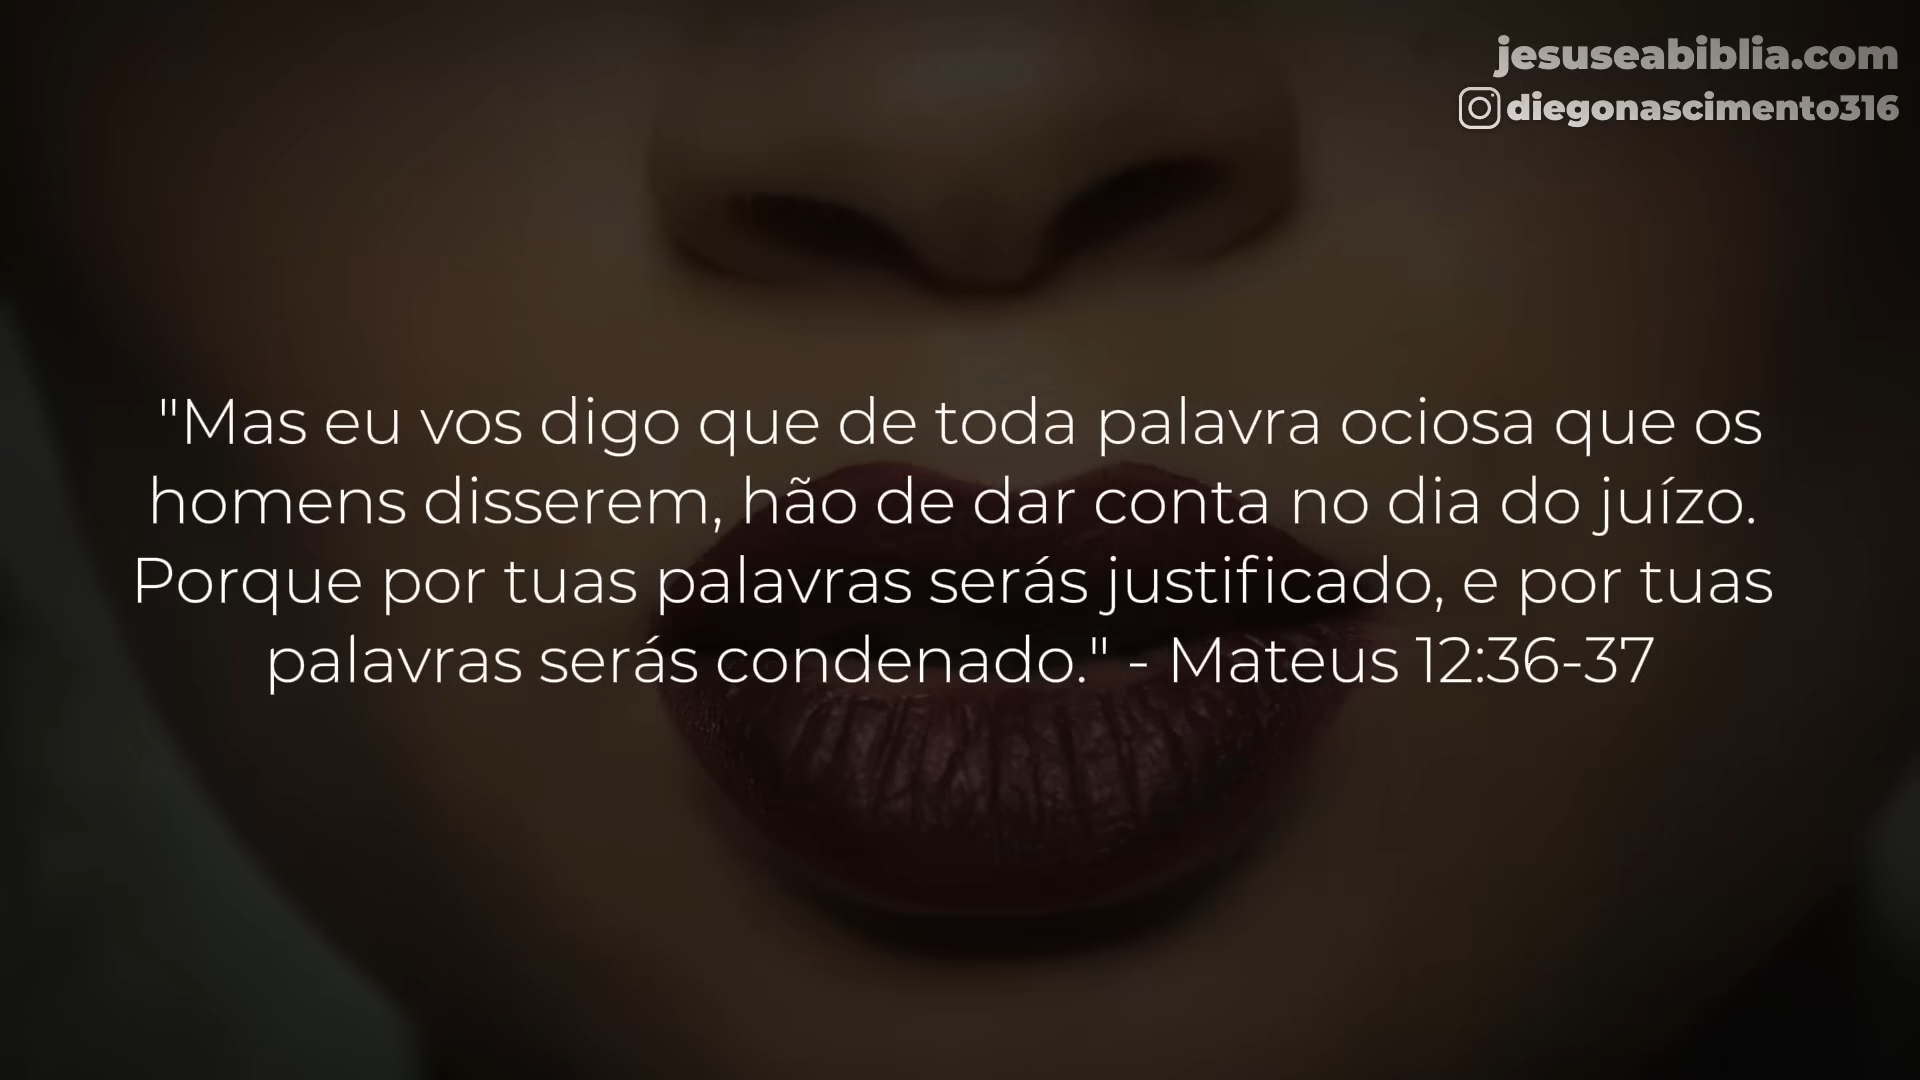 jesuseabiblia.com
diegonascimento316
"Mas eu vos digo que de toda palavra ociosa que os
homens disserem, hão de dar conta no dia do juízo.
Porque por tuas palavras serás justificado, e por tuas
palavras serás condenado." - Mateus 12:36-37